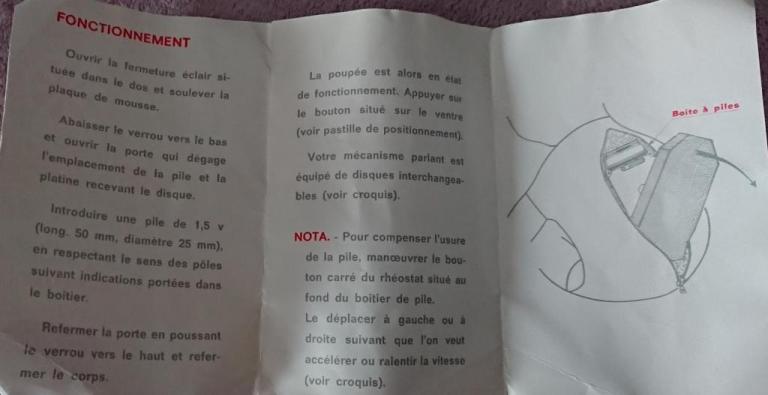 FONCTIONNEMENT
Ouvrir la fermeture éclair si-
tuée dans le dos et soulever la
plaque de mousse.
Abaisser le verrou vers le bas
et ouvrir la porte qui dégage
l'emplacement de la pile et la
platine recevant le disque.
Introduire une pile de 1,5 v
(long. 50 mm, diamètre 25 mm),
en respectant le sens des pôles
suivant indications portées dans
le boitier.
Refermer la porte en poussant
le verrou vers le haut et refer-
mer le corps.
La poupée est alors en état
de fonctionnement. Appuyer sur
le bouton situé sur le ventre
(voir pastille de positionnement).
Votre mécanisme parlant est
équipé de disques interchangea-
bles (voir croquis).
NOTA. - Pour compenser l'usure
de la pile, manœuvrer le bou-
ton carré du rhéostat situé au
fond du boitier de pile.
Le déplacer à gauche ou à
droite suivant que l'on veut
accélérer ou ralentir la vitesse
(voir croquis).
Boite à piles